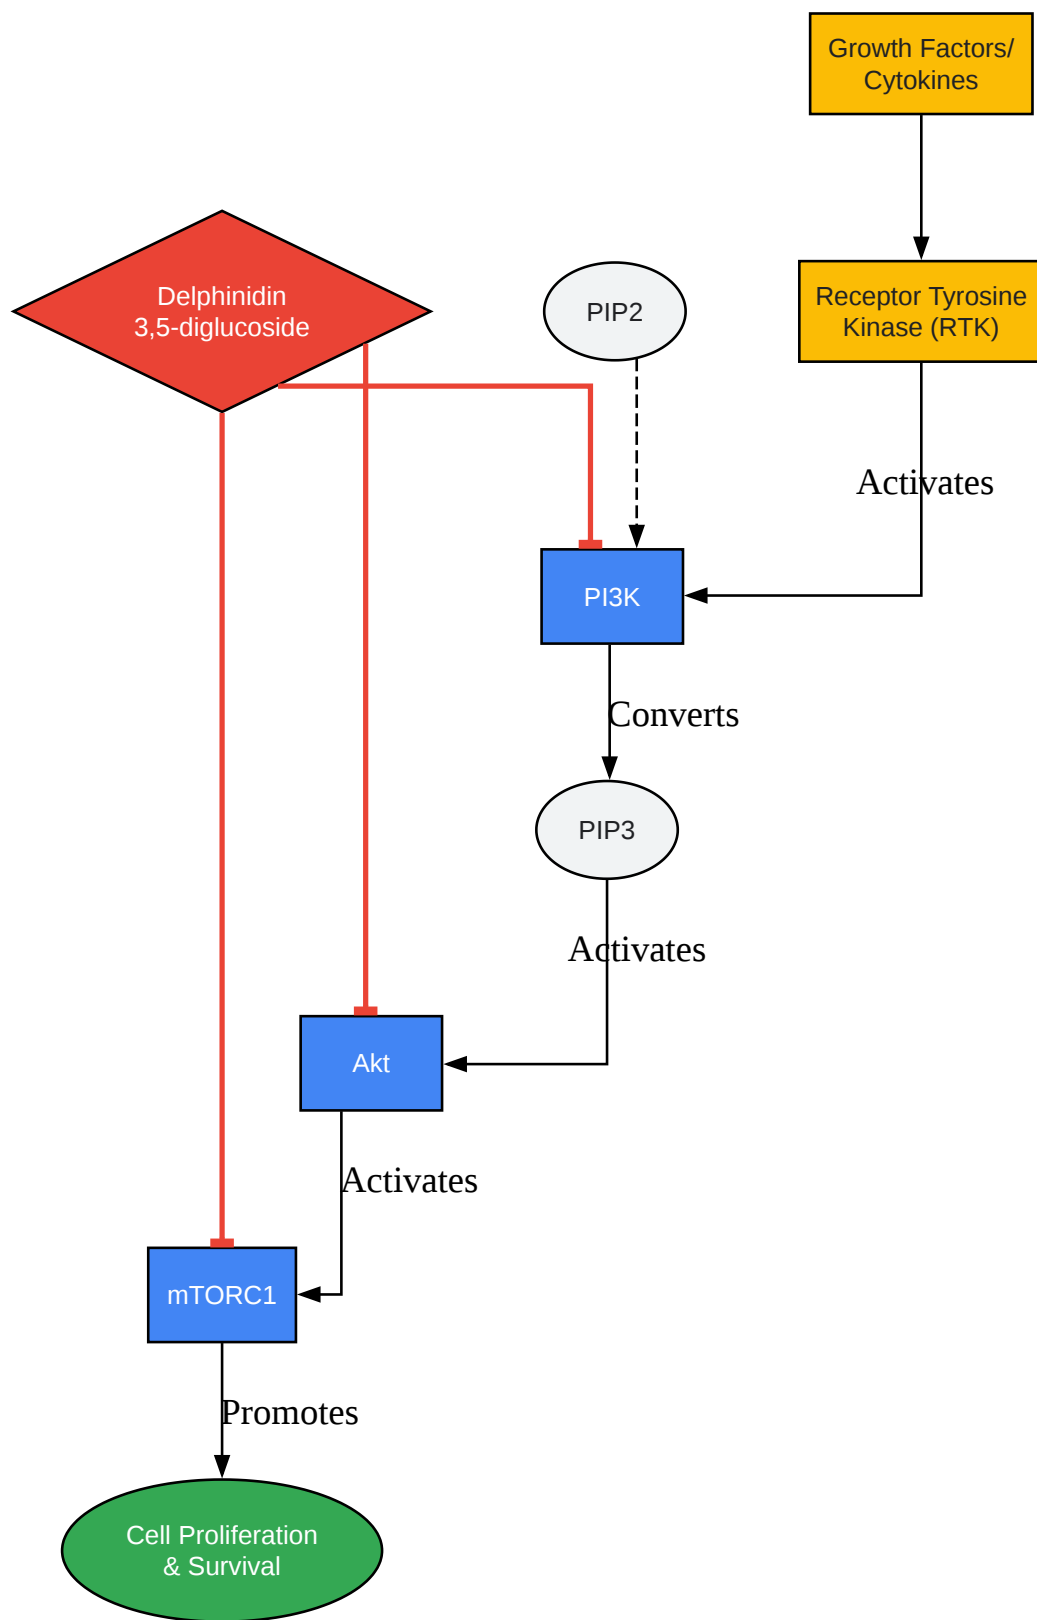 Growth Factors/
Cytokines
Delphinidin
3,5-diglucoside
PIP2
Receptor Tyrosine
Kinase (RTK)
Activates
PI3K
Converts
PIP3
Activates
Akt
Activates
mTORC1
Promotes
Cell Proliferation
& Survival